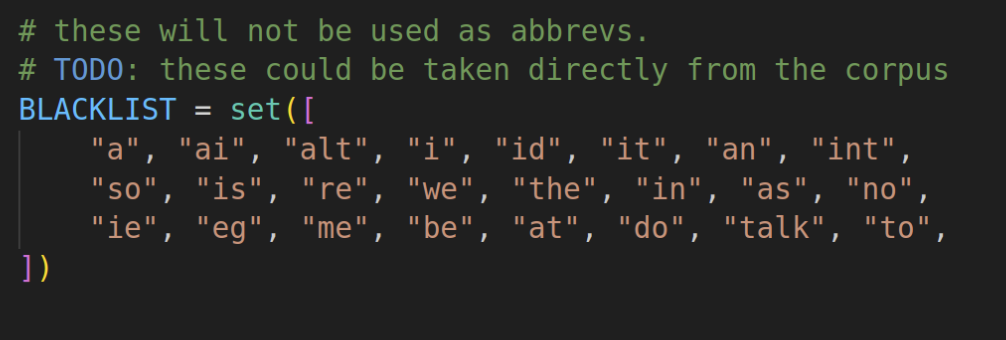 # these will not be used as abbrevs.
# TODO: these could be taken directly from the corpus
BLACKLIST = set([
    "a", "ai", "alt", "i", "id", "it", "an", "int",
    "so", "is", "re", "we", "the", "in", "as", "no",
    "ie", "eg", "me", "be", "at", "do", "talk", "to",
])